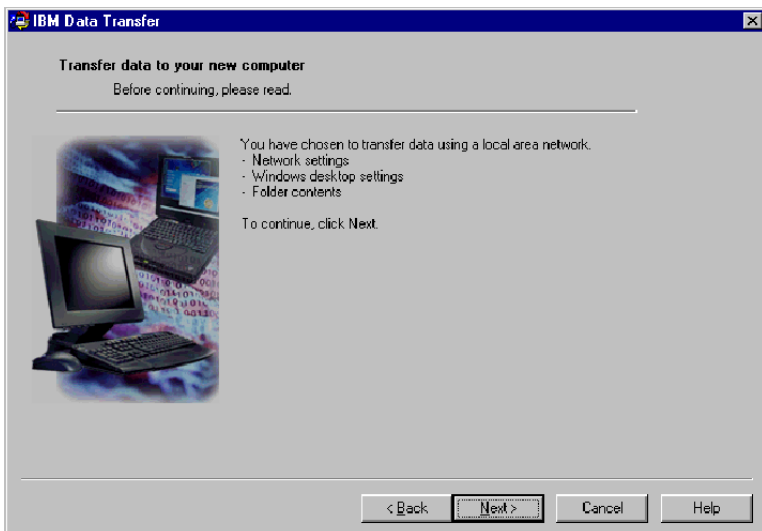 IBM Data Transfer
Transfer data to your new computer
Before continuing, please read.
You have chosen to transfer data using a local area network.
- Network settings
- Windows desktop settings
- Folder contents
To continue, click Next.
< Back
Next >
Cancel
Help